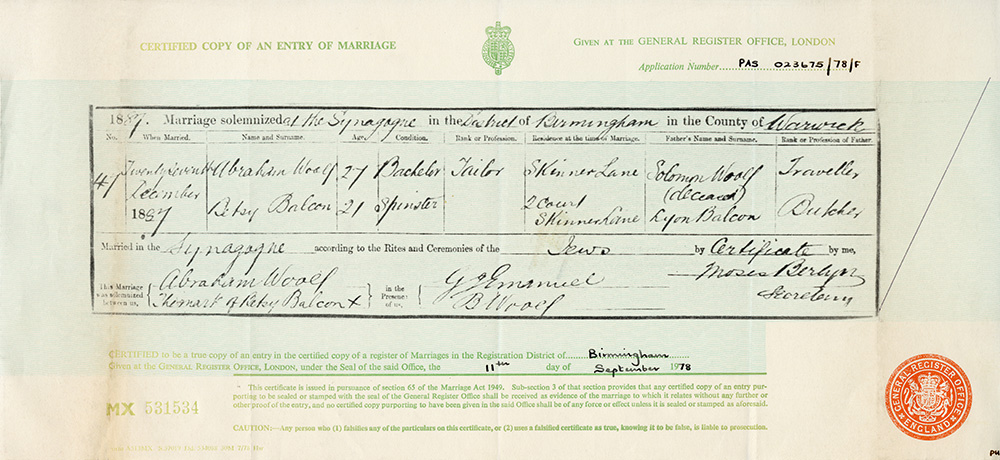 CERTIFIED COPY OF AN ENTRY OF MARRIAGE
GIVEN AT THE GENERAL REGISTER OFFICE, LONDON
Application Number PAS 023675/78/F
1887. Marriage solemnized at the Synagogue in the District of Birmingham in the County of Warwick
No. When Married. Name and Surname. Age. Condition. Rank or Profession. Residence at the time of Marriage. Father's Name and Surname. Rank or Profession of Father.
47 Twenty seventh December 1887
Abraham Woolf 27 Bachelor Tailor Skinner Lane Solomon Woolf (deceased) Traveller
Betsy Balcon 21 Spinster 2 Court Skinner Lane Lyon Balcon Butcher
Married in the Synagogue according to the Rites and Ceremonies of the Jews by Certificate by me,
Moses Berlyn
Secretary
This Marriage was solemnized between us,
Abraham Woolf
The mark of Betsy Balcon x
in the Presence of us,
G J Emanuel
B Woolf
CERTIFIED to be a true copy of an entry in the certified copy of a register of Marriages in the Registration District of Birmingham
Given at the GENERAL REGISTER OFFICE, LONDON, under the Seal of the said Office, the 11th day of September 1978
MX 531534
This certificate is issued in pursuance of section 65 of the Marriage Act 1949. Sub-section 3 of that section provides that any certified copy of an entry pur-
porting to be sealed or stamped with the seal of the General Register Office shall be received as evidence of the marriage to which it relates without any further or
other proof of the entry, and no certified copy purporting to have been given in the said Office shall be of any force or effect unless it is sealed or stamped as aforesaid.
CAUTION:—Any person who (1) falsifies any of the particulars on this certificate, or (2) uses a falsified certificate as true, knowing it to be false, is liable to prosecution.
GENERAL REGISTER OFFICE
ENGLAND